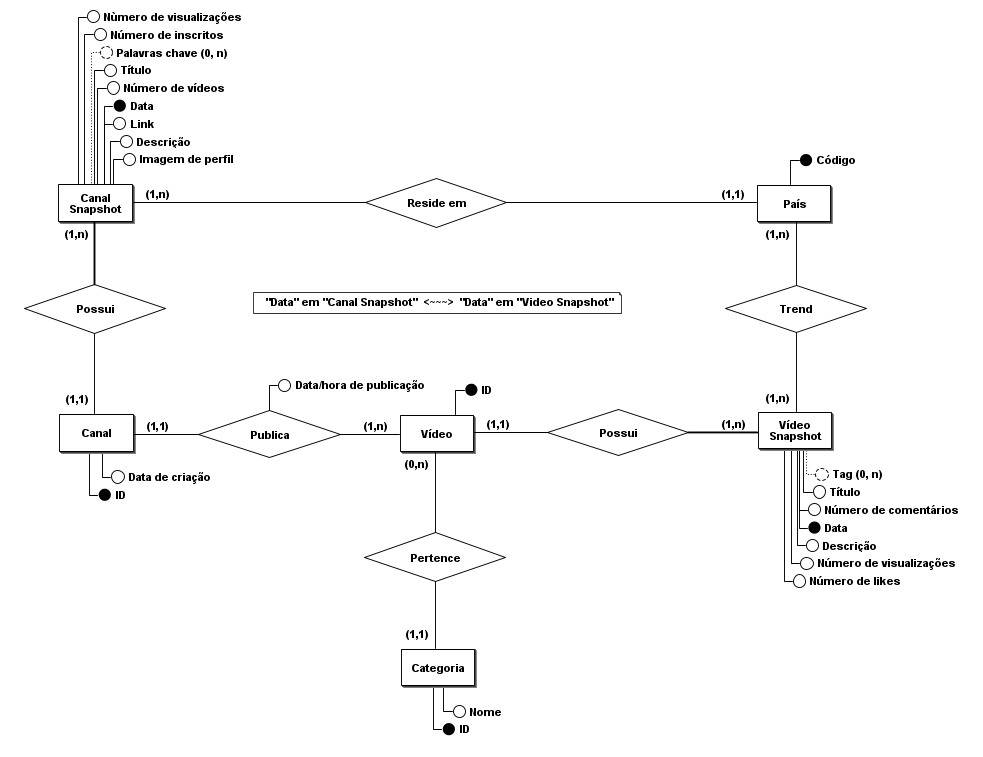 Nùmero de visualizações
Número de inscritos
Palavras chave (0, n)
Título
Número de vídeos
Data
Link
Descrição
Imagem de perfil
Código
Canal
Snapshot
(1,n)
Reside em
(1,1)
País
(1,n)
(1,n)
Possui
"Data" em "Canal Snapshot" <~~~> "Data" em "Vídeo Snapshot"
Trend
(1,1)
Data/hora de publicação
ID
(1,n)
Canal
(1,1)
Publica
(1,n)
Vídeo
(1,1)
Possui
(1,n)
Vídeo
Snapshot
(0,n)
Data de criação
ID
Tag (0, n)
Título
Número de comentários
Data
Descrição
Número de visualizações
Número de likes
Pertence
(1,1)
Categoria
Nome
ID